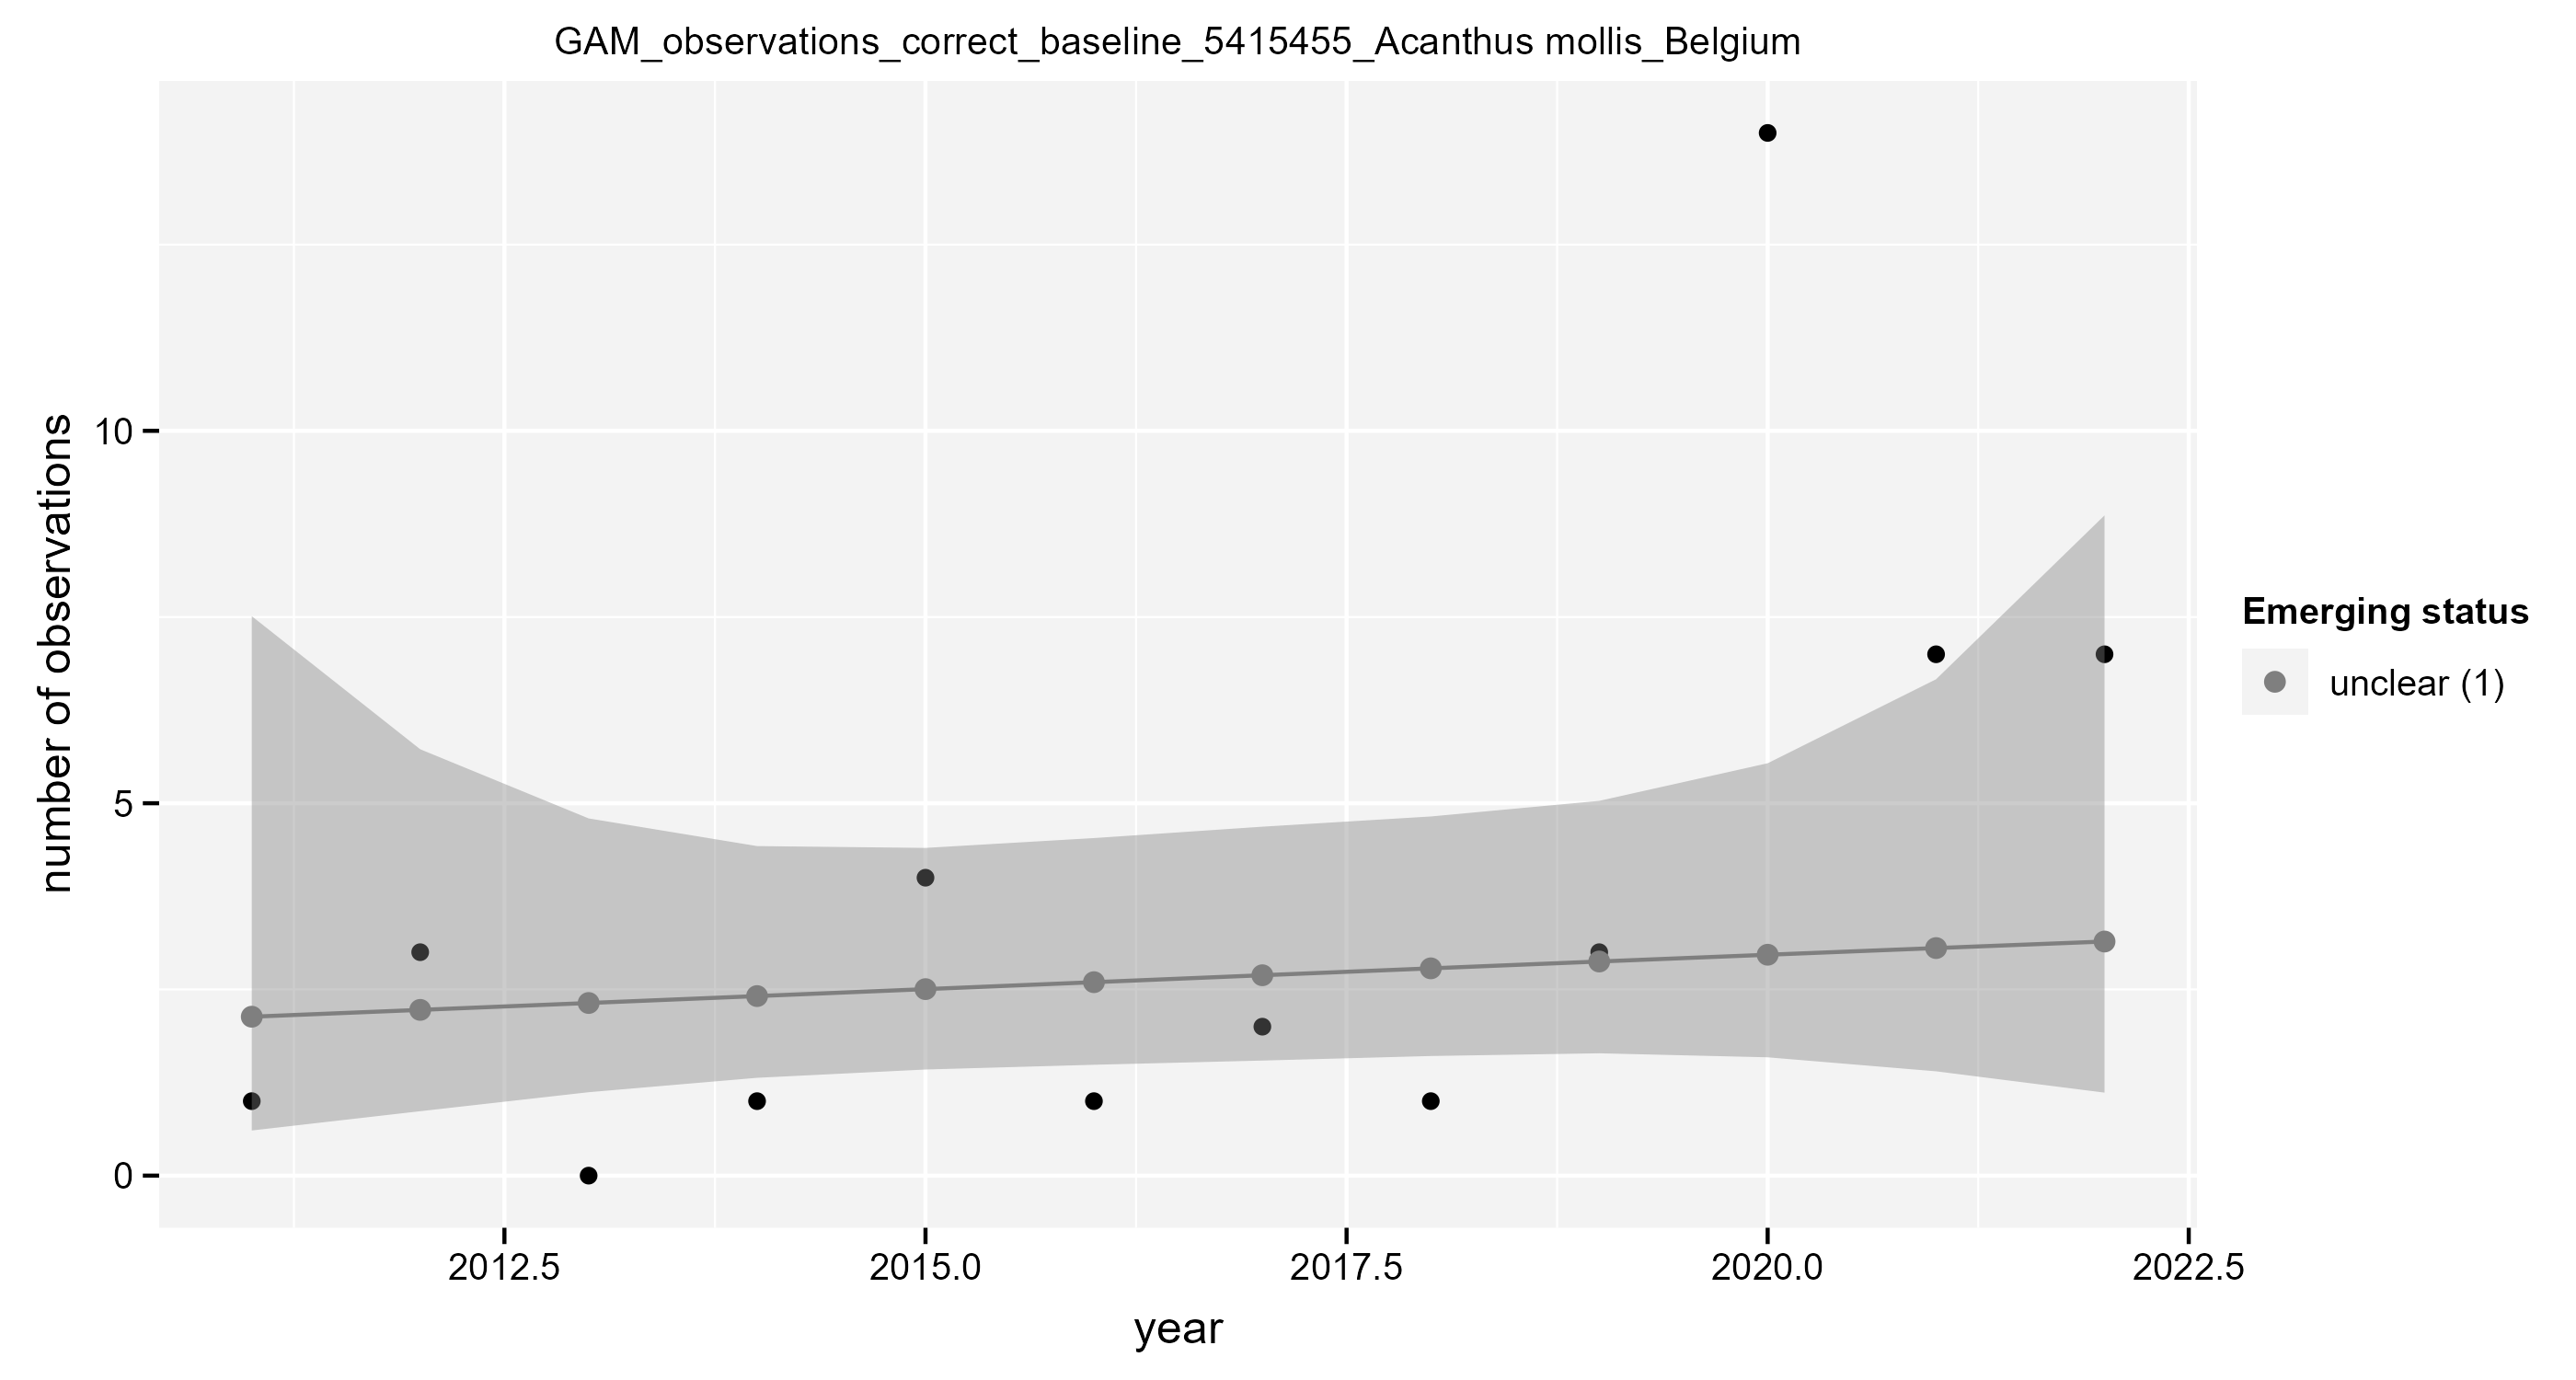 GAM_observations_correct_baseline_5415455_Acanthus mollis_Belgium
number of observations
10
5
0
2012.5
2015.0
2017.5
2020.0
2022.5
year
Emerging status
unclear (1)